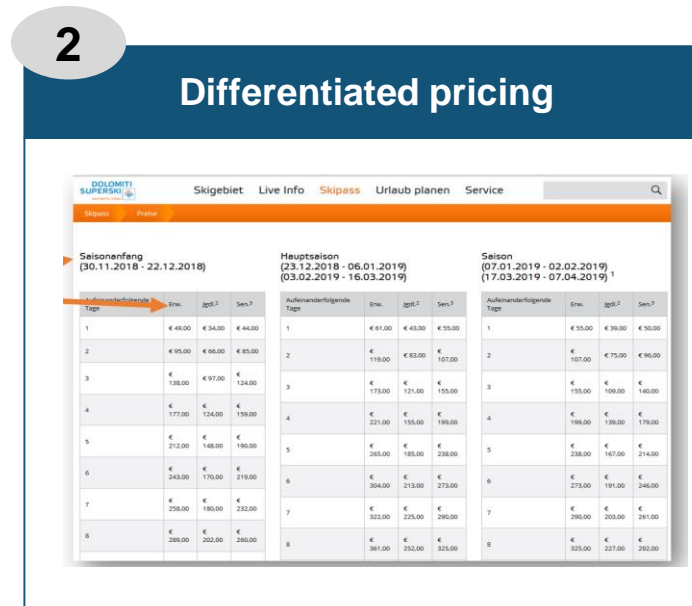 2
Differentiated pricing
DOLOMITI
SUPERSKI
Skigebiet Live Info Skipass Urlaub planen Service
Skipass Preise
Saisonanfang
(30.11.2018 - 22.12.2018)
Aufeinanderfolgende Tage Erw. Jgdl.² Sen.³
1 € 49,00 € 34,00 € 44,00
2 € 95,00 € 66,00 € 85,00
3 € 138,00 € 97,00 € 124,00
4 € 177,00 € 124,00 € 159,00
5 € 212,00 € 148,00 € 190,00
6 € 243,00 € 170,00 € 219,00
7 € 258,00 € 180,00 € 232,00
8 € 289,00 € 202,00 € 260,00
Hauptsaison
(23.12.2018 - 06.01.2019)
(03.02.2019 - 16.03.2019)
Aufeinanderfolgende Tage Erw. Jgdl.² Sen.³
1 € 61,00 € 43,00 € 55,00
2 € 119,00 € 83,00 € 107,00
3 € 173,00 € 121,00 € 155,00
4 € 221,00 € 155,00 € 199,00
5 € 265,00 € 185,00 € 238,00
6 € 304,00 € 213,00 € 273,00
7 € 322,00 € 225,00 € 290,00
8 € 361,00 € 252,00 € 325,00
Saison
(07.01.2019 - 02.02.2019)
(17.03.2019 - 07.04.2019) ¹
Aufeinanderfolgende Tage Erw. Jgdl.² Sen.³
1 € 55,00 € 39,00 € 50,00
2 € 107,00 € 75,00 € 96,00
3 € 155,00 € 109,00 € 140,00
4 € 199,00 € 139,00 € 179,00
5 € 238,00 € 167,00 € 214,00
6 € 273,00 € 191,00 € 246,00
7 € 290,00 € 203,00 € 261,00
8 € 325,00 € 227,00 € 292,00